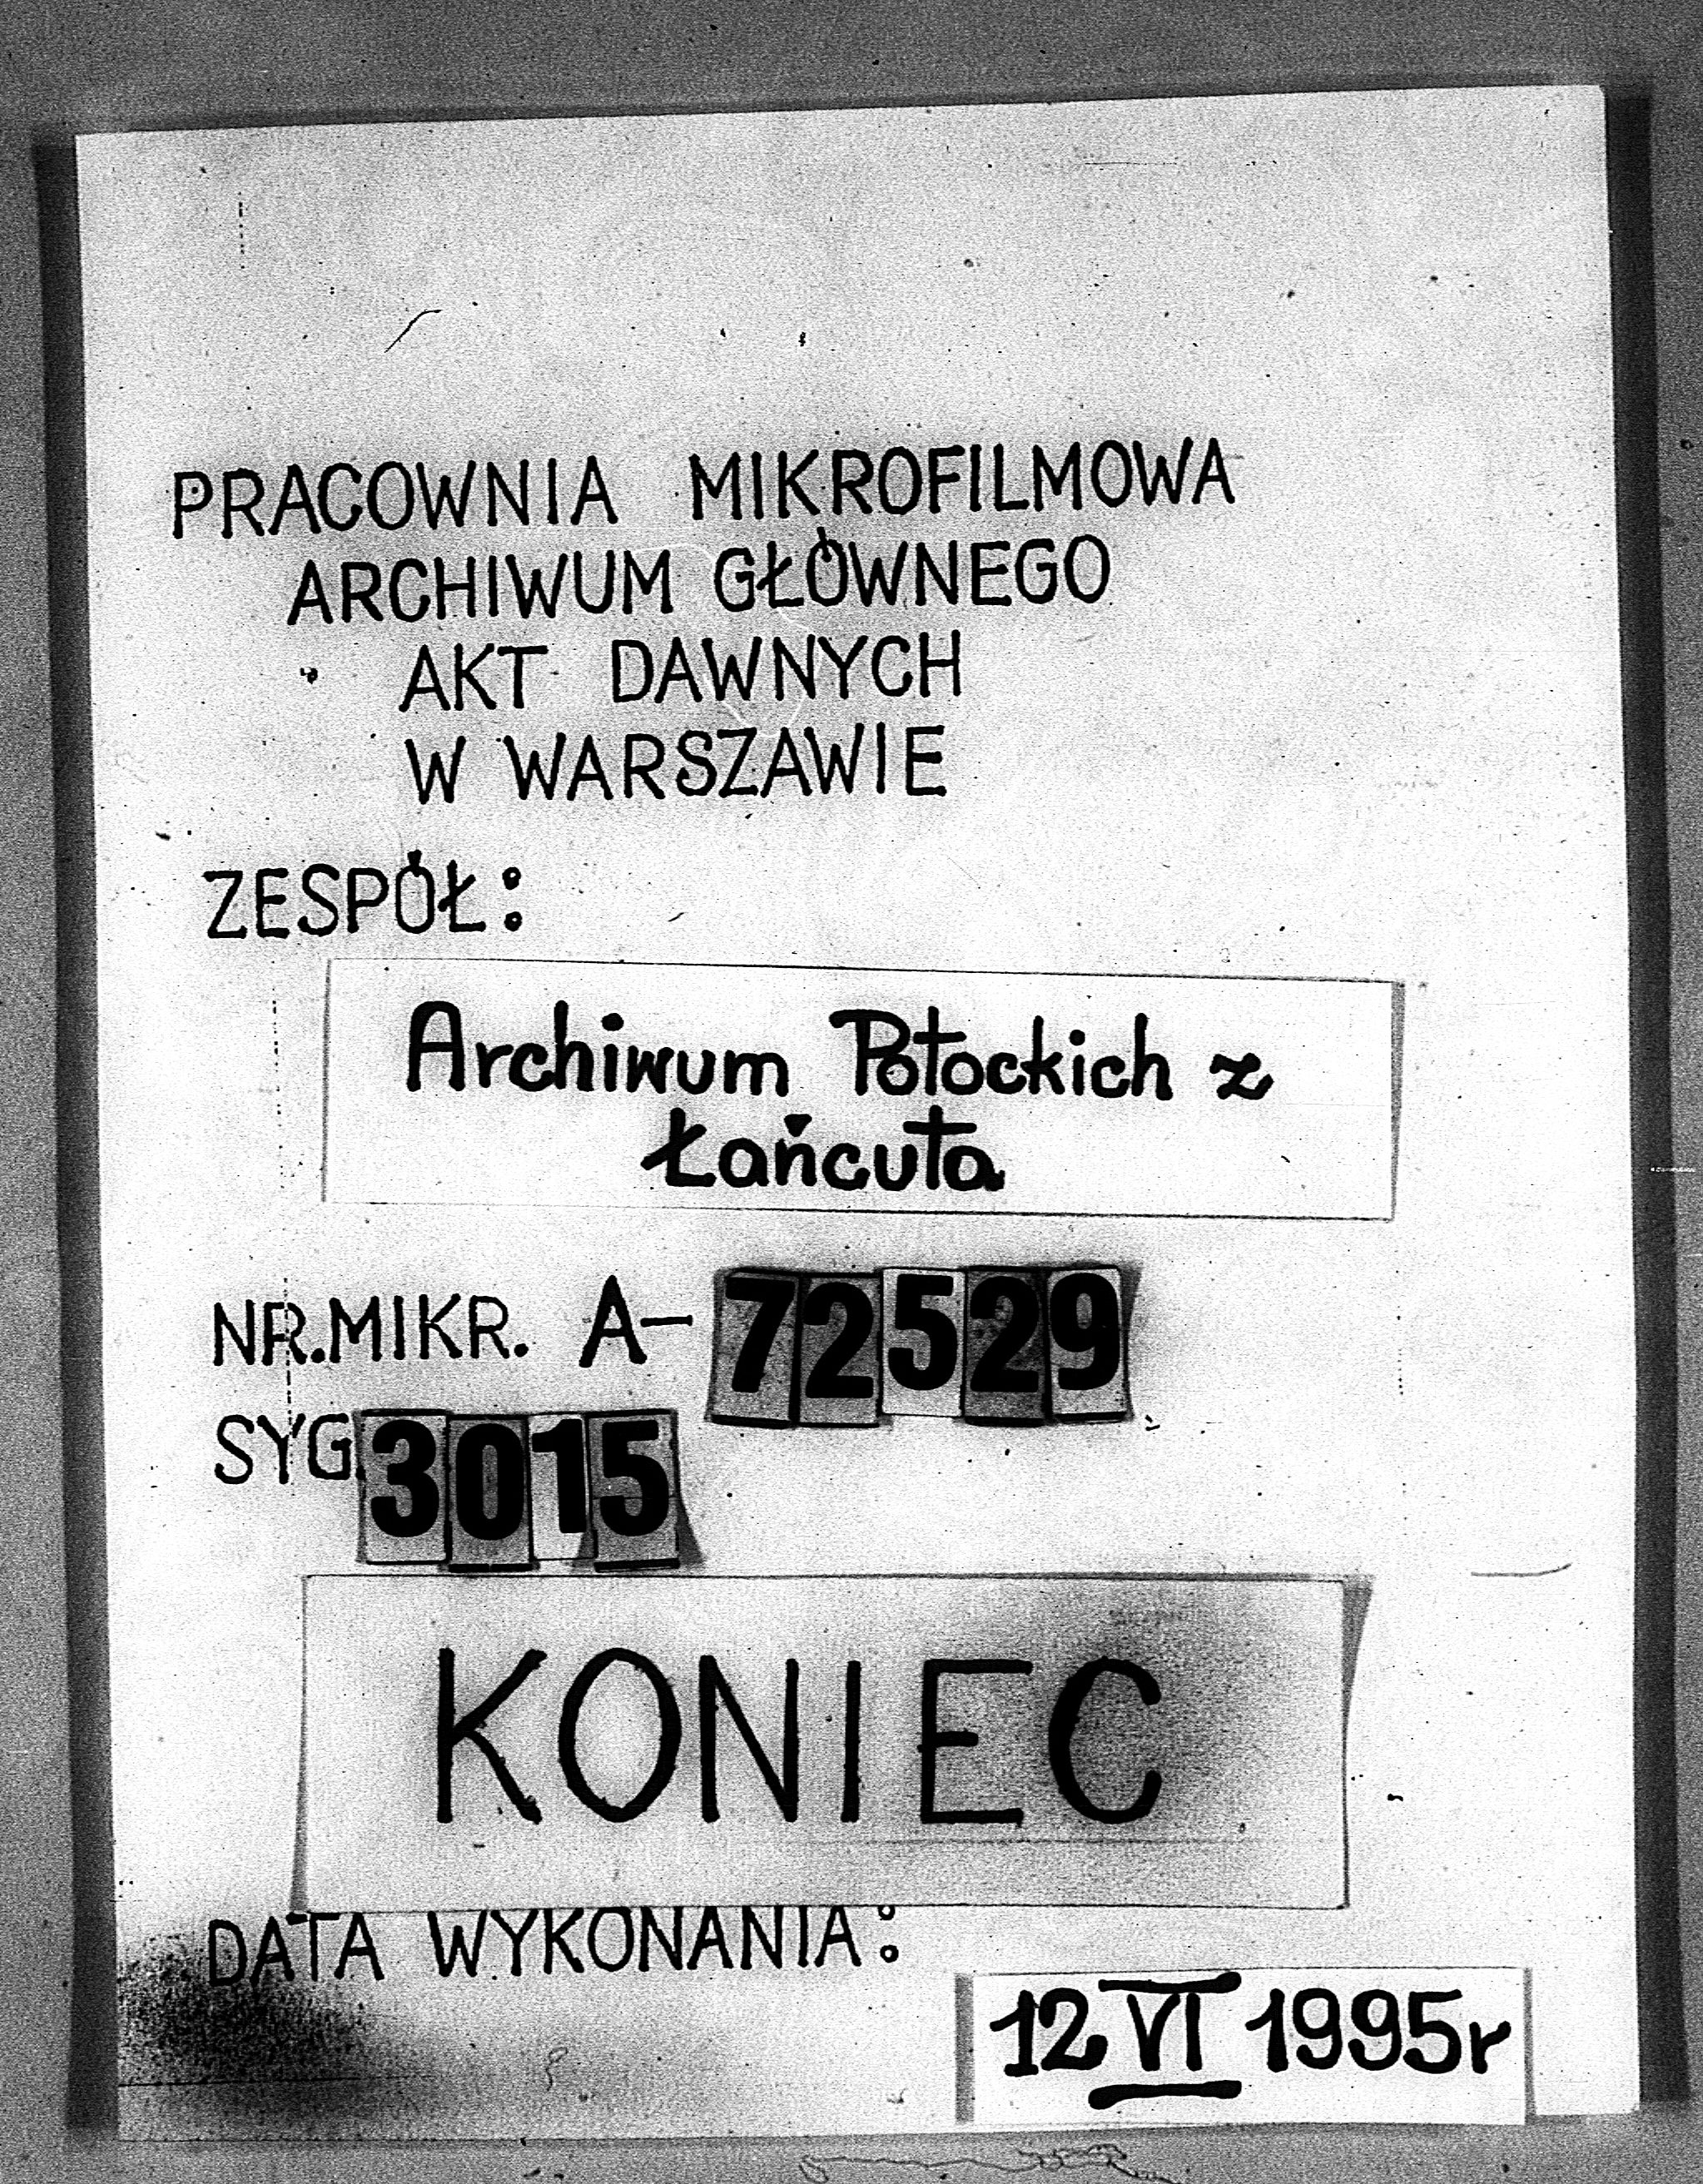 PRACOWNIA MIKROFILMOWA
ARCHIWUM GŁÓWNEGO
AKT DAWNYCH
W WARSZAWIE
ZESPÓŁ:
Archiwum Potockich z
Łańcuta
NR.MIKR. A- 72529
SYG. 3015
KONIEC
DATA WYKONANIA:
12 VI 1995r